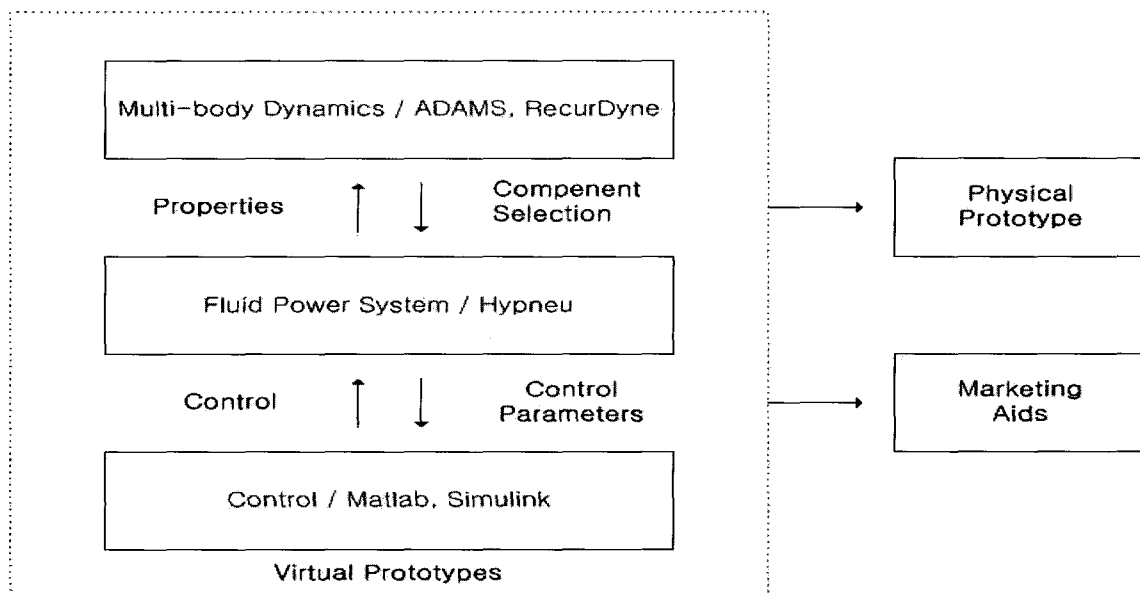 Multi-body Dynamics / ADAMS, RecurDyne
Properties
Compenent
Selection
Physical
Prototype
Fluid Power System / Hypneu
Control
Control
Parameters
Marketing
Aids
Control / Matlab, Simulink
Virtual Prototypes